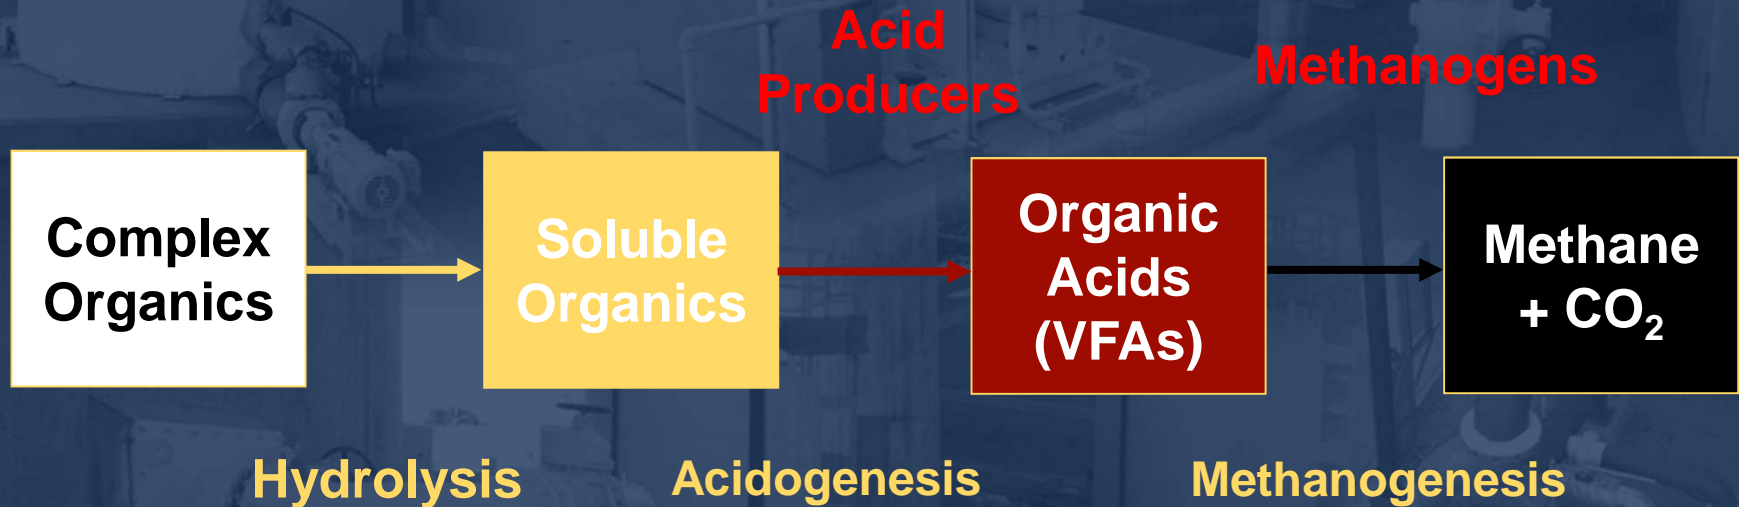 Acid
Producers
Methanogens
Complex
Organics
Soluble
Organics
Organic
Acids
(VFAs)
Methane
+ CO₂
Hydrolysis
Acidogenesis
Methanogenesis